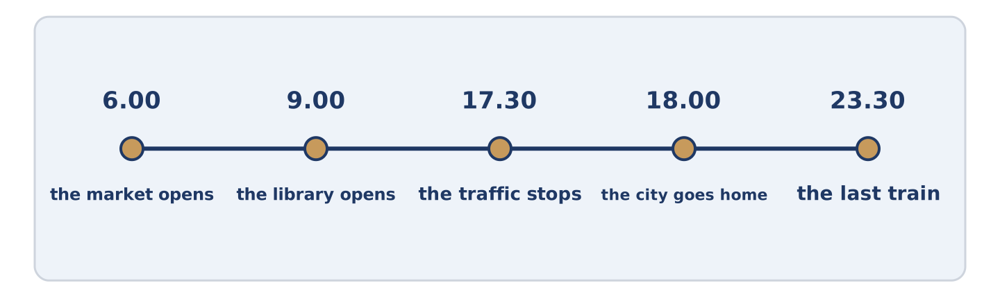 6.00 9.00 17.30 18.00 23.30
the market opens the library opens the traffic stops the city goes home the last train